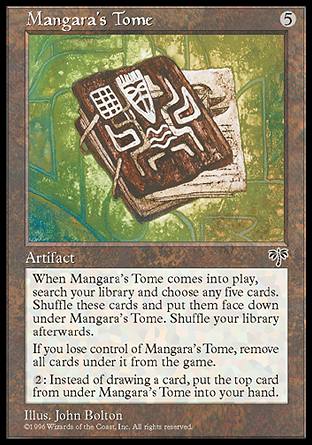 Mangara's Tome 5
Artifact
When Mangara's Tome comes into play,
search your library and choose any five cards.
Shuffle these cards and put them face down
under Mangara's Tome. Shuffle your library
afterwards.
If you lose control of Mangara's Tome, remove
all cards under it from the game.
2: Instead of drawing a card, put the top card
from under Mangara's Tome into your hand.
Illus. John Bolton
©1996 Wizards of the Coast, Inc. All rights reserved.